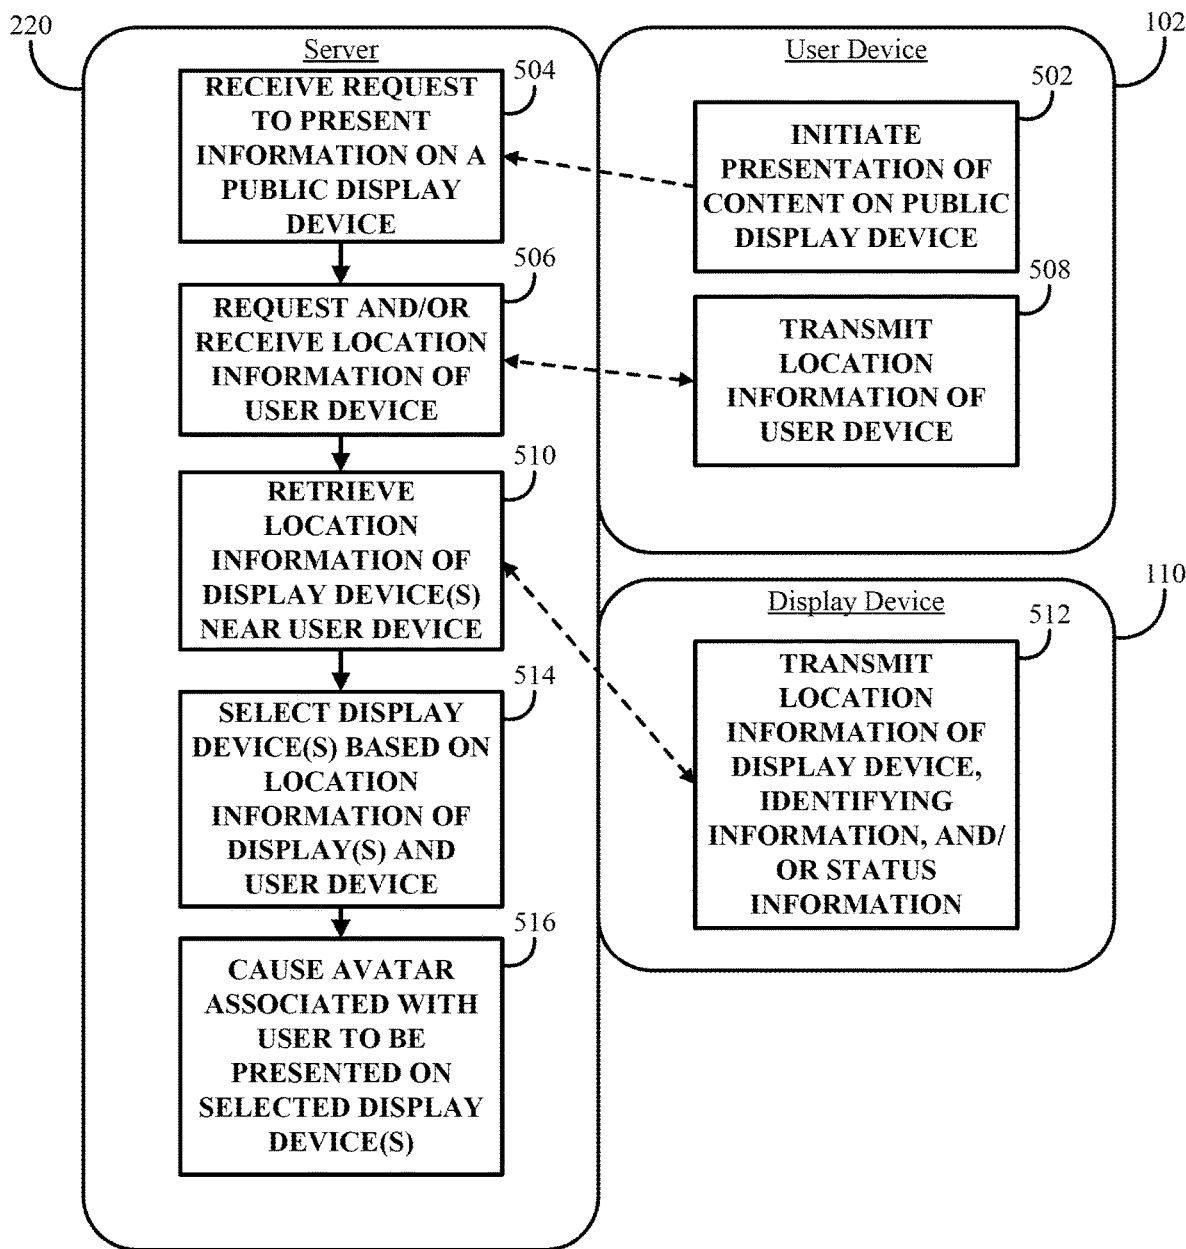 220
Server
504
RECEIVE REQUEST
TO PRESENT
INFORMATION ON A
PUBLIC DISPLAY
DEVICE
506
REQUEST AND/OR
RECEIVE LOCATION
INFORMATION OF
USER DEVICE
510
RETRIEVE
LOCATION
INFORMATION OF
DISPLAY DEVICE(S)
NEAR USER DEVICE
514
SELECT DISPLAY
DEVICE(S) BASED ON
LOCATION
INFORMATION OF
DISPLAY(S) AND
USER DEVICE
516
CAUSE AVATAR
ASSOCIATED WITH
USER TO BE
PRESENTED ON
SELECTED DISPLAY
DEVICE(S)
102
User Device
502
INITIATE
PRESENTATION OF
CONTENT ON PUBLIC
DISPLAY DEVICE
508
TRANSMIT
LOCATION
INFORMATION OF
USER DEVICE
110
Display Device
512
TRANSMIT
LOCATION
INFORMATION OF
DISPLAY DEVICE,
IDENTIFYING
INFORMATION, AND/
OR STATUS
INFORMATION